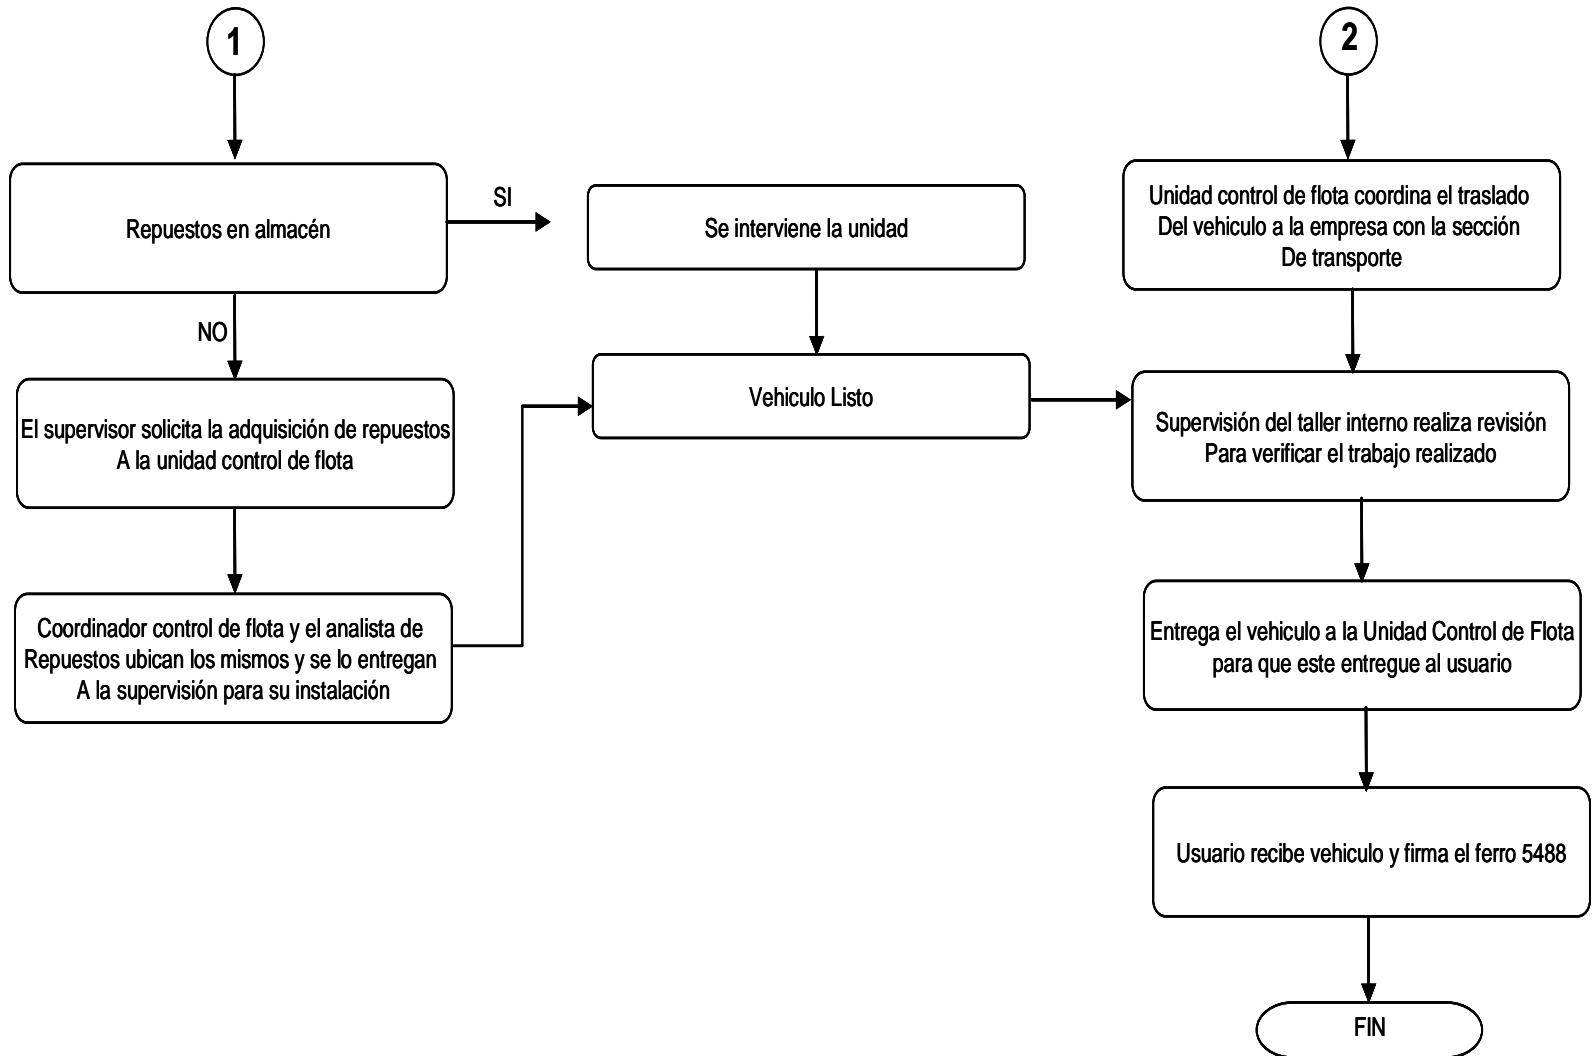 1
Repuestos en almacén
SI
NO
El supervisor solicita la adquisición de repuestos
A la unidad control de flota
Coordinador control de flota y el analista de
Repuestos ubican los mismos y se lo entregan
A la supervisión para su instalación
Se interviene la unidad
Vehiculo Listo
2
Unidad control de flota coordina el traslado
Del vehiculo a la empresa con la sección
De transporte
Supervisión del taller interno realiza revisión
Para verificar el trabajo realizado
Entrega el vehiculo a la Unidad Control de Flota
para que este entregue al usuario
Usuario recibe vehiculo y firma el ferro 5488
FIN